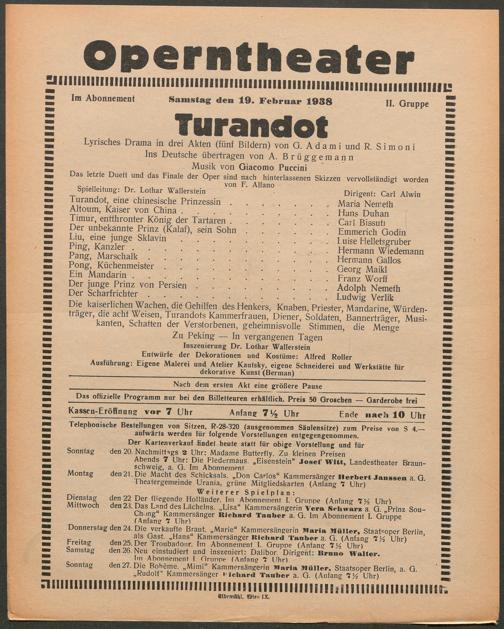 Operntheater
Im Abonnement Samstag den 19. Februar 1938 II. Gruppe
Turandot
Lyrisches Drama in drei Akten (fünf Bildern) von G. Adami und R. Simoni
Ins Deutsche übertragen von A. Brüggemann
Musik von Giacomo Puccini
Das letzte Duett und das Finale der Oper sind nach hinterlassenen Skizzen vervollständigt worden
von F. Alfano
Spielleitung: Dr. Lothar Wallerstein Dirigent: Carl Alwin
Turandot, eine chinesische Prinzessin Maria Nemeth
Altoum, Kaiser von China Hans Duhan
Timur, entthronter König der Tartaren Carl Bissuti
Der unbekannte Prinz (Kalaf), sein Sohn Emmerich Godin
Liu, eine junge Sklavin Luise Helletsgruber
Ping, Kanzler Hermann Wiedemann
Pang, Marschalk Hermann Gallos
Pong, Küchenmeister Georg Maikl
Ein Mandarin Franz Worff
Der junge Prinz von Persien Adolph Nemeth
Der Scharfrichter Ludwig Verlik
Die kaiserlichen Wachen, die Gehilfen des Henkers, Knaben, Priester, Mandarine, Würden-
träger, die acht Weisen, Turandots Kammerfrauen, Diener, Soldaten, Bannerträger, Musi-
kanten, Schatten der Verstorbenen, geheimnisvolle Stimmen, die Menge
Zu Peking — In vergangenen Tagen
Inszenierung Dr. Lothar Wallerstein
Entwürfe der Dekorationen und Kostüme: Alfred Roller
Ausführung: Eigene Malerei und Atelier Kautsky, eigene Schneiderei und Werkstätte für
dekorative Kunst (Berman)
Nach dem ersten Akt eine größere Pause
Das offizielle Programm nur bei den Billetteuren erhältlich. Preis 50 Groschen — Garderobe frei
Kassen-Eröffnung vor 7 Uhr Anfang 7½ Uhr Ende nach 10 Uhr
Telephonische Bestellungen von Sitzen, R-28-320 (ausgenommen Säulensitze) zum Preise von S 4.—
aufwärts werden für folgende Vorstellungen entgegengenommen.
Der Kartenverkauf findet heute statt für obige Vorstellung und für
Sonntag den 20. Nachmittags 2 Uhr: Madame Butterfly. Zu kleinen Preisen
Abends 7 Uhr: Die Fledermaus. „Eisenstein" Josef Witt, Landestheater Braun-
schweig, a. G. Im Abonnement
Montag den 21. Die Macht des Schicksals. „Don Carlos" Kammersänger Herbert Janssen a. G.
Theatergemeinde Urania, grüne Mitgliedskarten (Anfang 7 Uhr)
Weiterer Spielplan:
Dienstag den 22 Der fliegende Holländer. Im Abonnement I. Gruppe (Anfang 7½ Uhr)
Mittwoch den 23. Das Land des Lächelns. „Lisa" Kammersängerin Vera Schwarz a. G. „Prinz Sou-
Chong" Kammersänger Richard Tauber a. G. Im Abonnement I. Gruppe
(Anfang 7 Uhr)
Donnerstag den 24. Die verkaufte Braut. „Marie" Kammersängerin Maria Müller, Staatsoper Berlin,
als Gast. „Hans" Kammersänger Richard Tauber a. G. (Anfang 7½ Uhr)
Freitag den 25. Der Troubadour. Im Abonnement I. Gruppe (Anfang 7½ Uhr)
Samstag den 26. Neu einstudiert und inszeniert: Dalibor. Dirigent: Bruno Walter.
Im Abonnement I. Gruppe (Anfang 7 Uhr)
Sonntag den 27. Die Bohème. „Mimi" Kammersängerin Maria Müller, Staatsoper Berlin, a. G.
„Rudolf" Kammersänger Richard Tauber a. G. (Anfang 7½ Uhr)
Elbemühl, Wien IX.